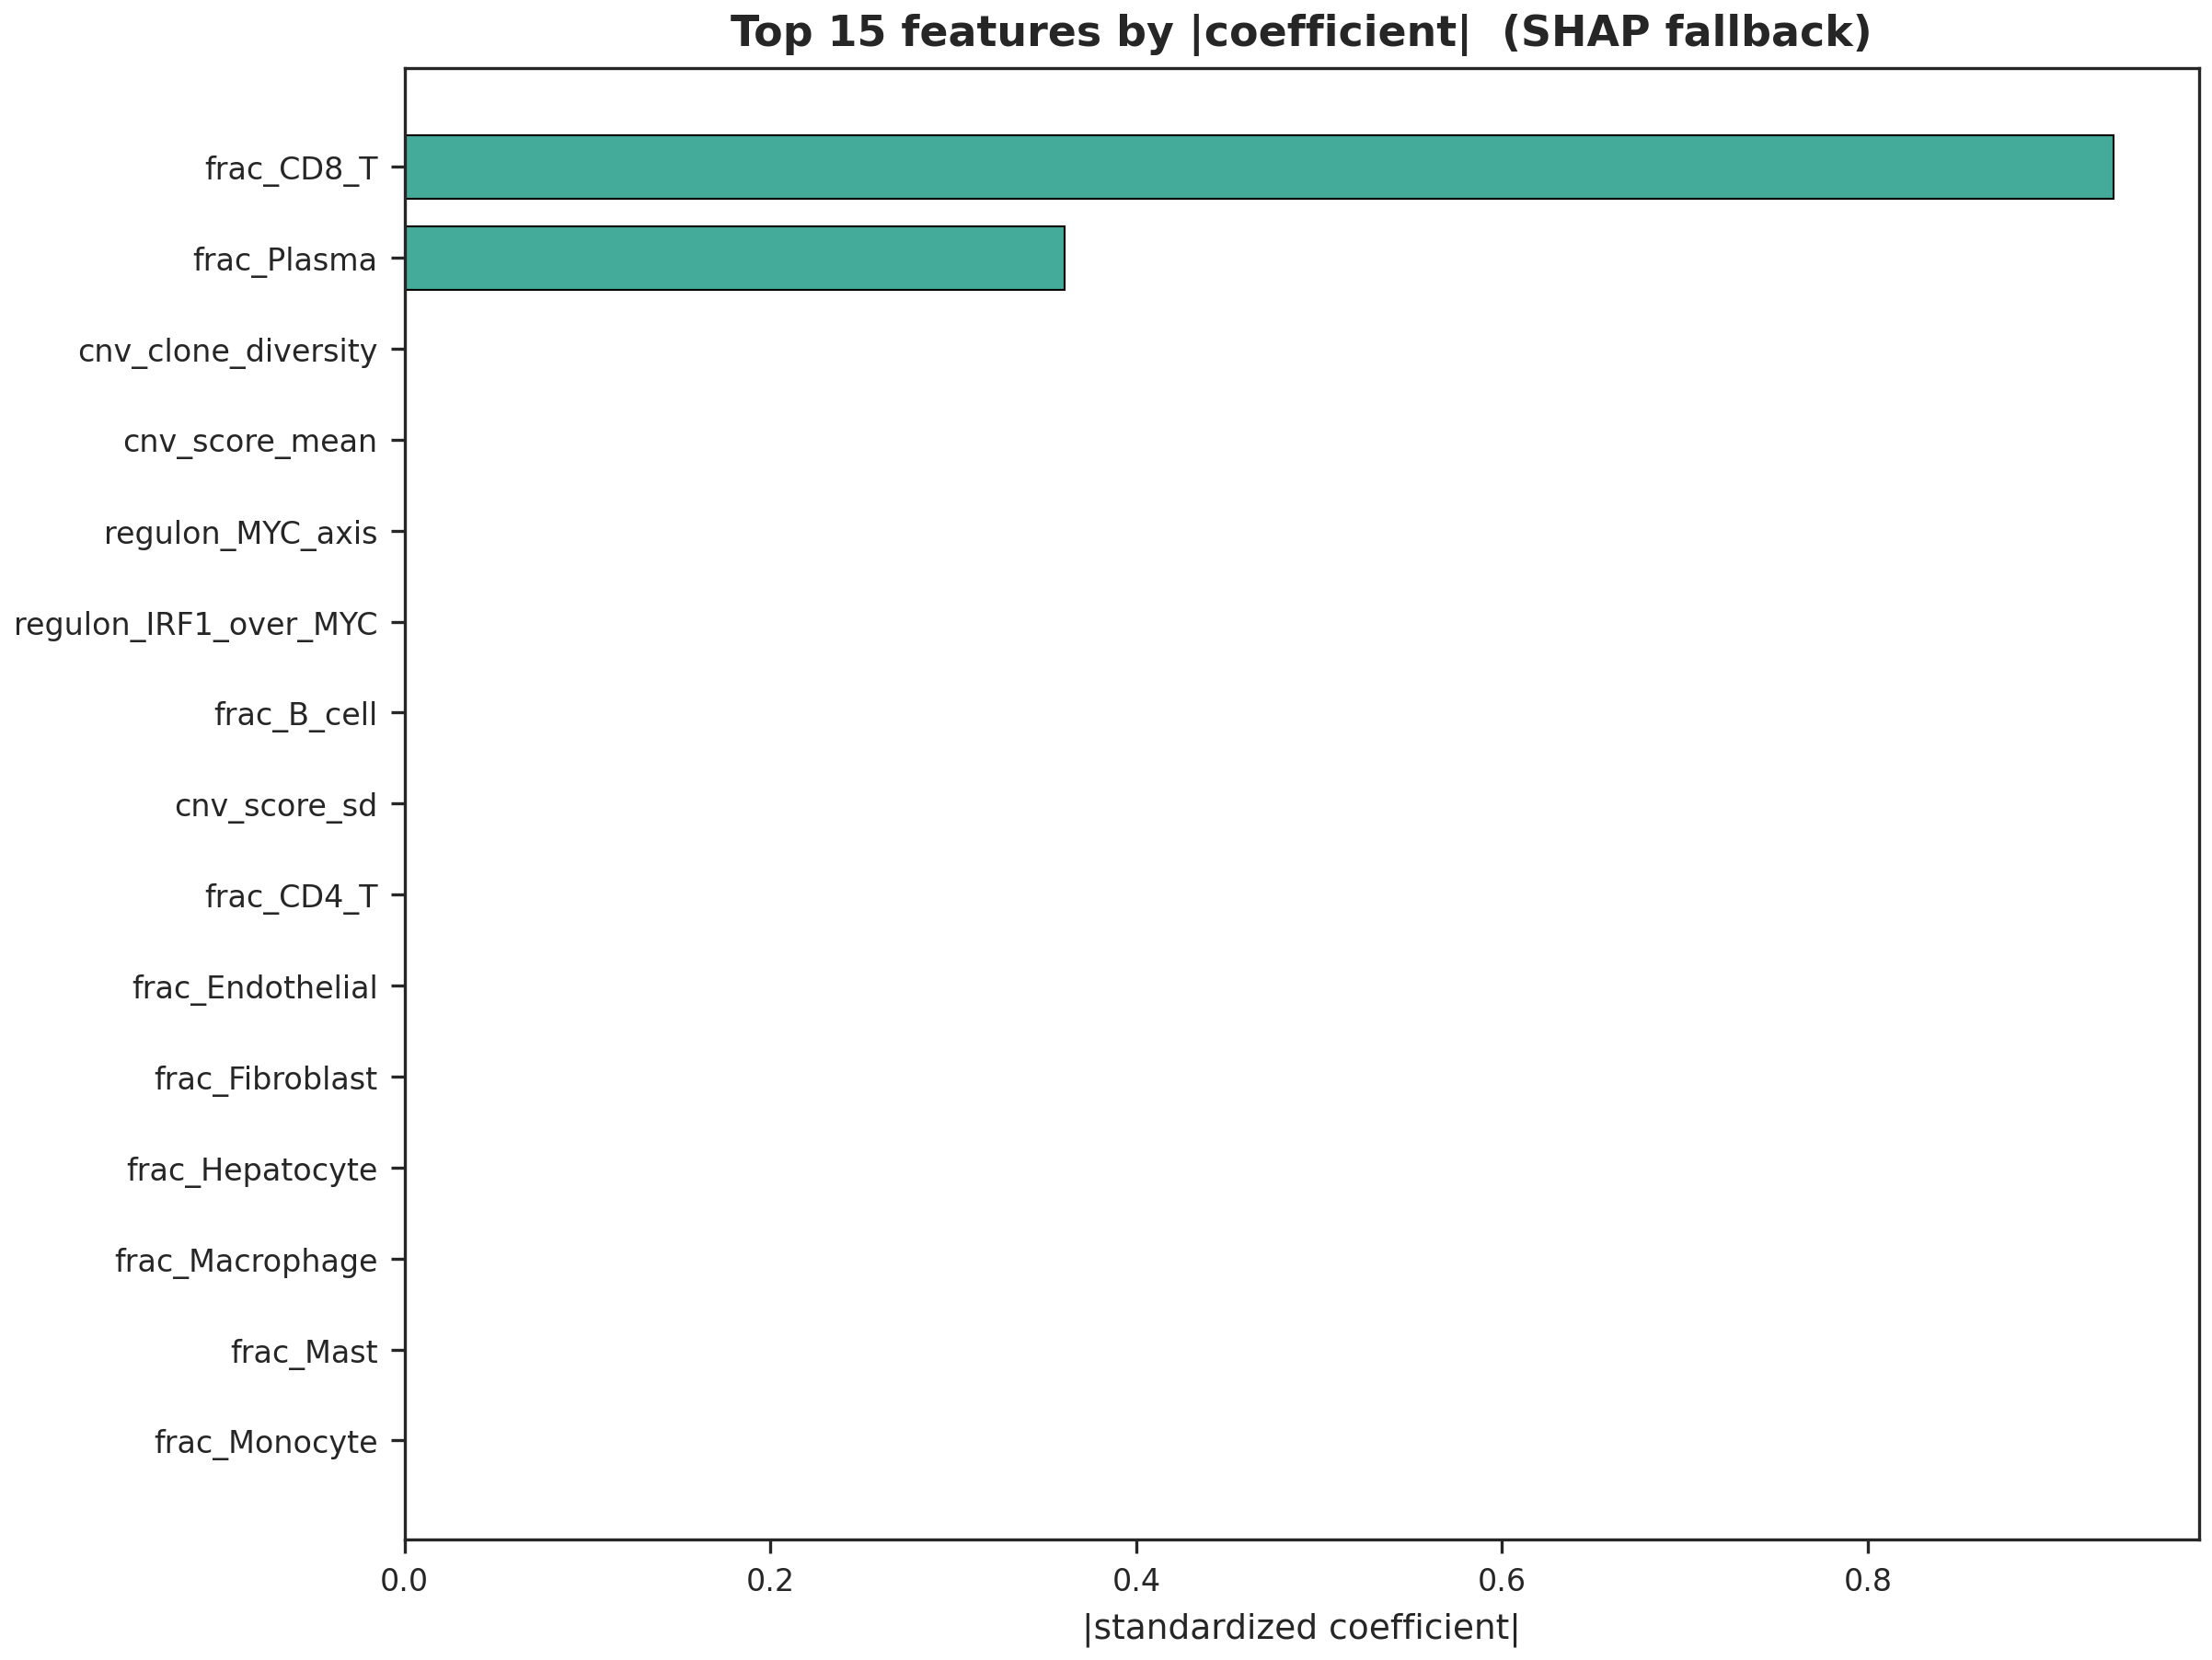 Top 15 features by |coefficient|  (SHAP fallback)
frac_CD8_T
frac_Plasma
cnv_clone_diversity
cnv_score_mean
regulon_MYC_axis
regulon_IRF1_over_MYC
frac_B_cell
cnv_score_sd
frac_CD4_T
frac_Endothelial
frac_Fibroblast
frac_Hepatocyte
frac_Macrophage
frac_Mast
frac_Monocyte
0.0 0.2 0.4 0.6 0.8
|standardized coefficient|